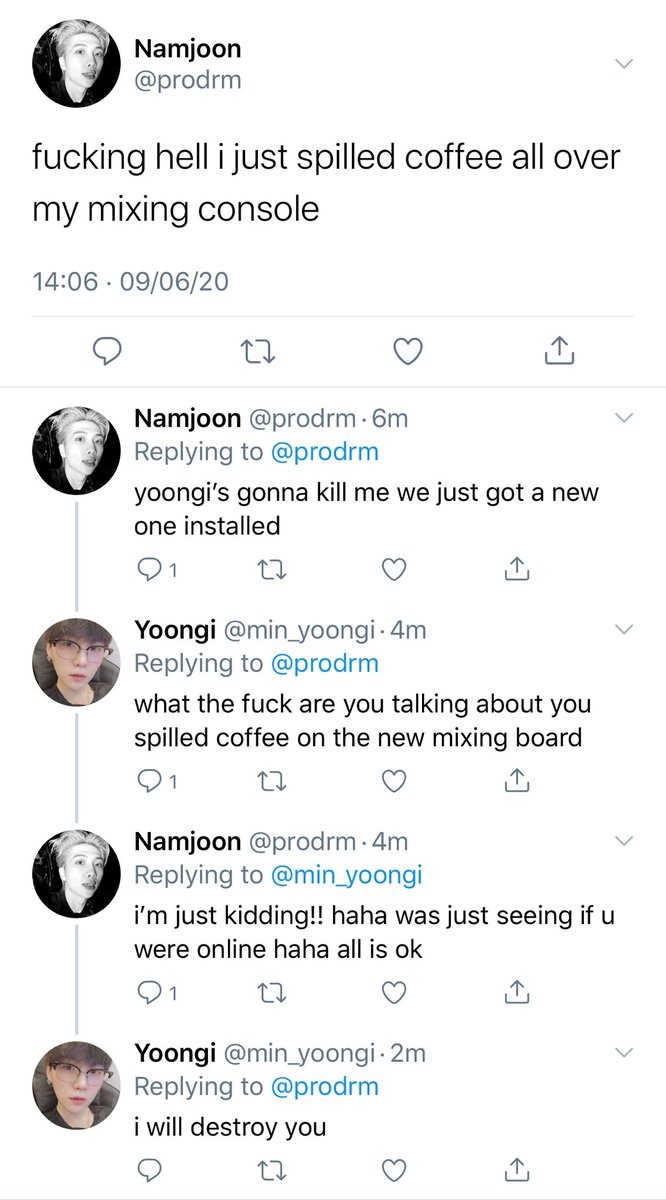 Namjoon
@prodrm
fucking hell i just spilled coffee all over
my mixing console
14:06 · 09/06/20
Namjoon @prodrm · 6m
Replying to @prodrm
yoongi’s gonna kill me we just got a new
one installed
1
Yoongi @min_yoongi · 4m
Replying to @prodrm
what the fuck are you talking about you
spilled coffee on the new mixing board
1
Namjoon @prodrm · 4m
Replying to @min_yoongi
i’m just kidding!! haha was just seeing if u
were online haha all is ok
1
Yoongi @min_yoongi · 2m
Replying to @prodrm
i will destroy you